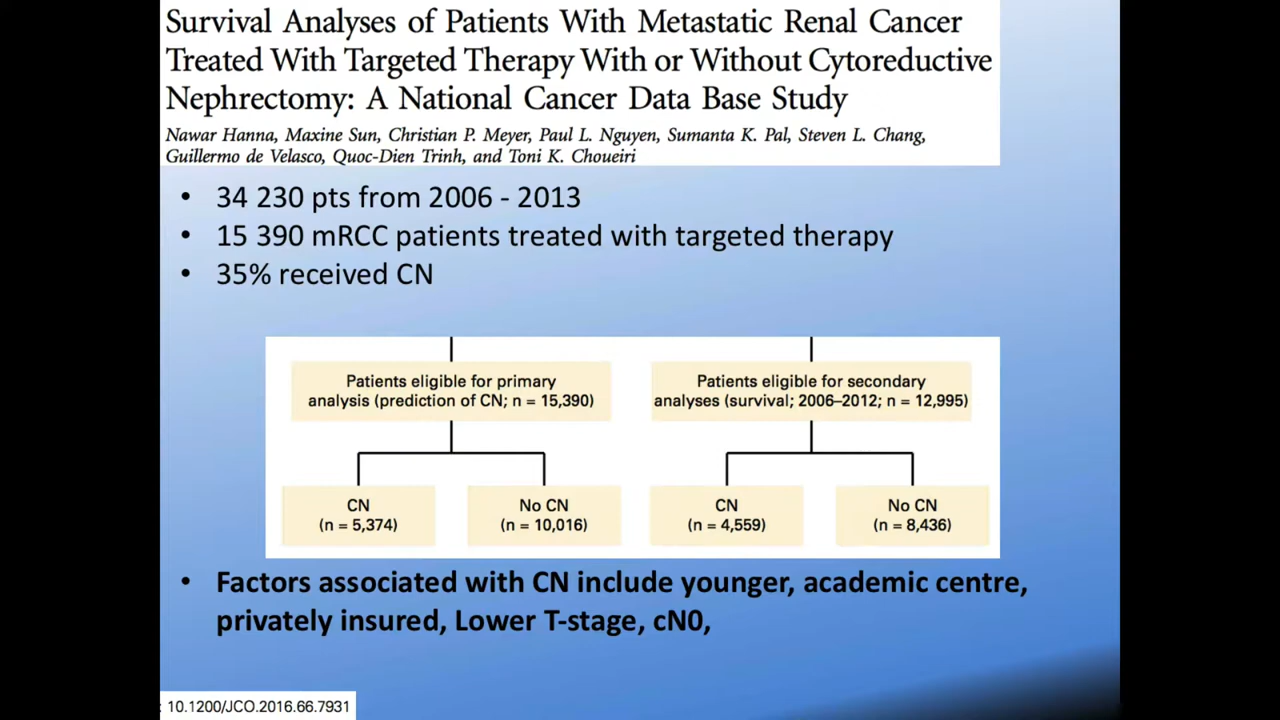 Survival Analyses of Patients With Metastatic Renal Cancer
Treated With Targeted Therapy With or Without Cytoreductive
Nephrectomy: A National Cancer Data Base Study
Nawar Hanna, Maxine Sun, Christian P. Meyer, Paul L. Nguyen, Sumanta K. Pal, Steven L. Chang,
Guillermo de Velasco, Quoc-Dien Trinh, and Toni K. Choueiri
• 34 230 pts from 2006 - 2013
• 15 390 mRCC patients treated with targeted therapy
• 35% received CN
Patients eligible for primary
analysis (prediction of CN; n = 15,390)
Patients eligible for secondary
analyses (survival; 2006–2012; n = 12,995)
CN
(n = 5,374)
No CN
(n = 10,016)
CN
(n = 4,559)
No CN
(n = 8,436)
• Factors associated with CN include younger, academic centre,
privately insured, Lower T-stage, cN0,
: 10.1200/JCO.2016.66.7931